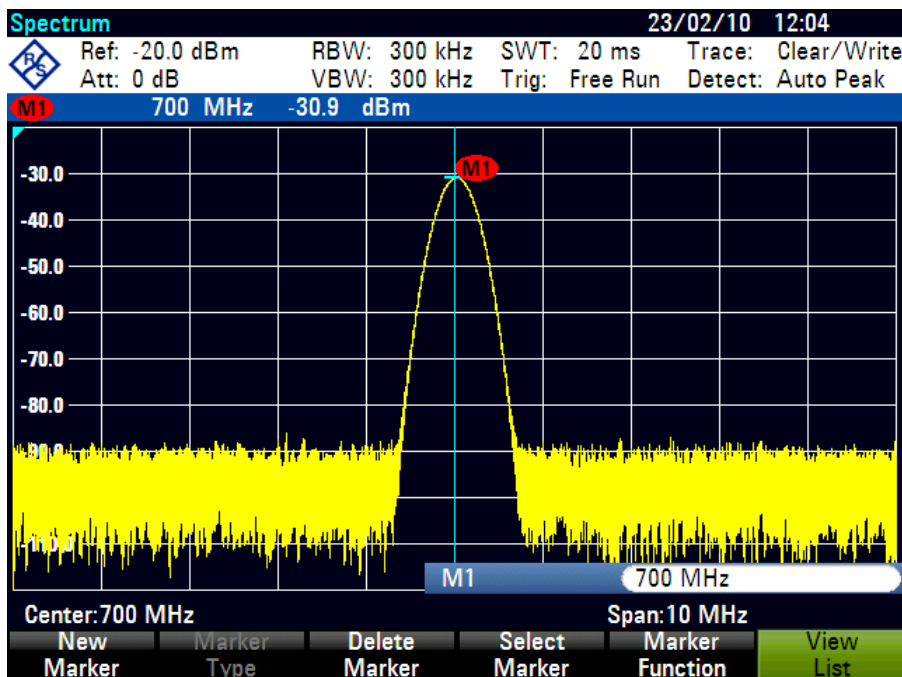 Spectrum 23/02/10 12:04
R&S Ref: -20.0 dBm RBW: 300 kHz SWT: 20 ms Trace: Clear/Write
Att: 0 dB VBW: 300 kHz Trig: Free Run Detect: Auto Peak
M1 700 MHz -30.9 dBm
M1
-30.0
-40.0
-50.0
-60.0
-70.0
-80.0
M1 700 MHz
Center:700 MHz Span:10 MHz
New Marker Delete Select Marker View
Marker Type Marker Marker Function List